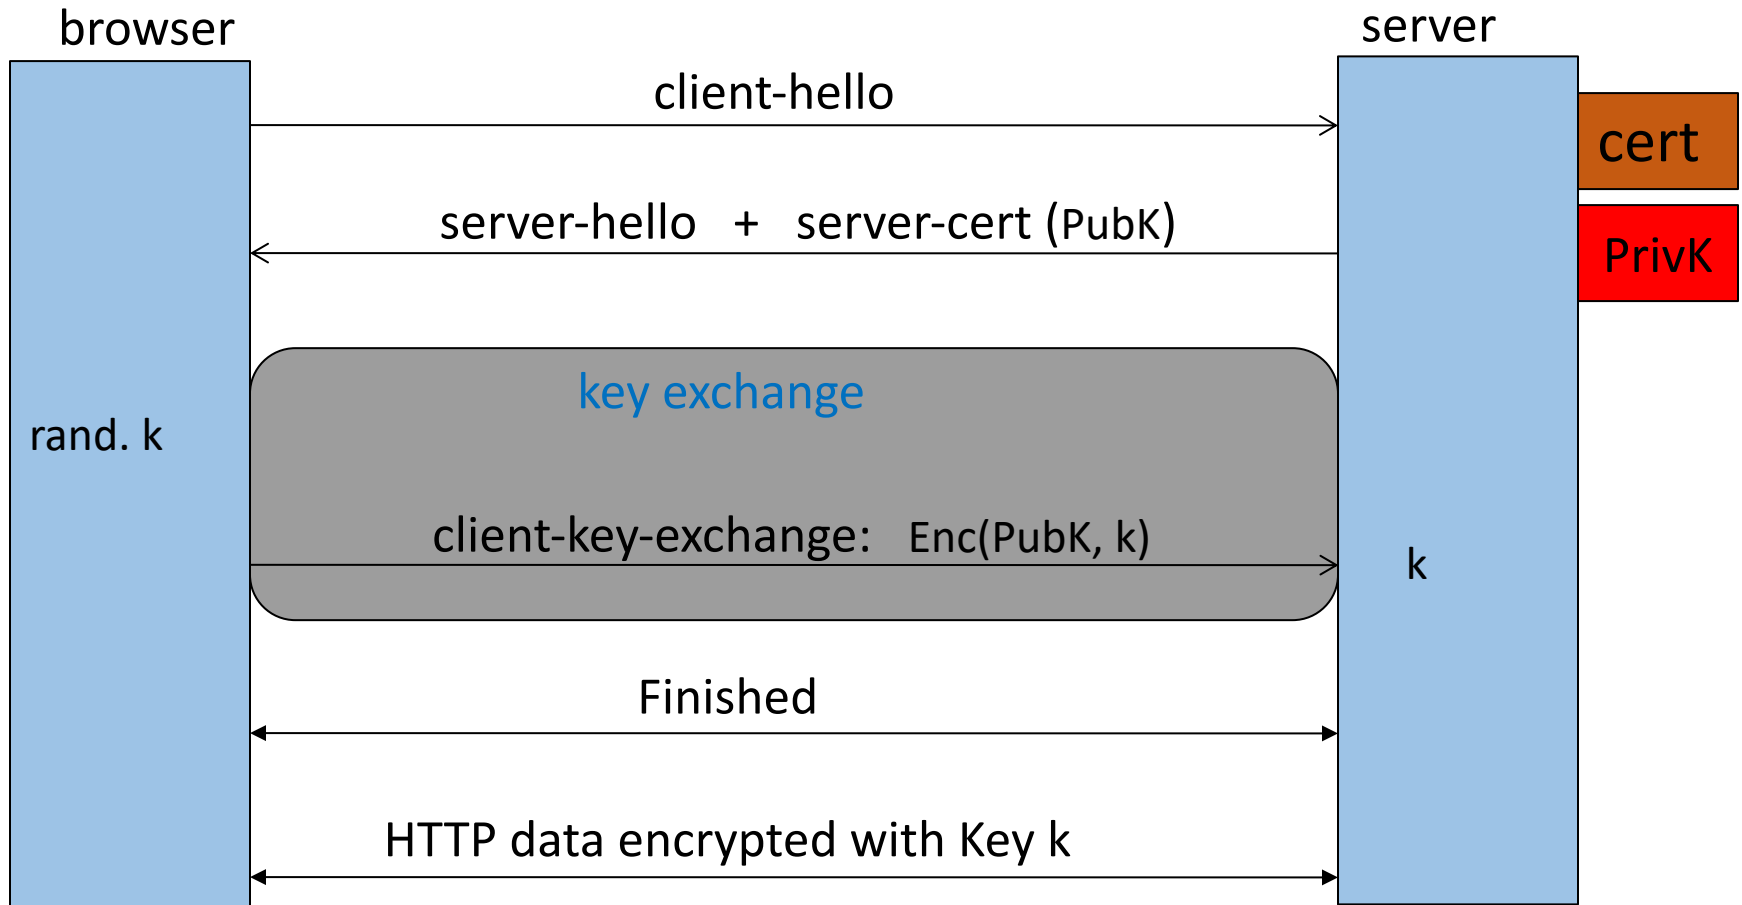 browser
server
client-hello
cert
server-hello + server-cert (PubK)
PrivK
key exchange
rand. k
client-key-exchange: Enc(PubK, k)
k
Finished
HTTP data encrypted with Key k